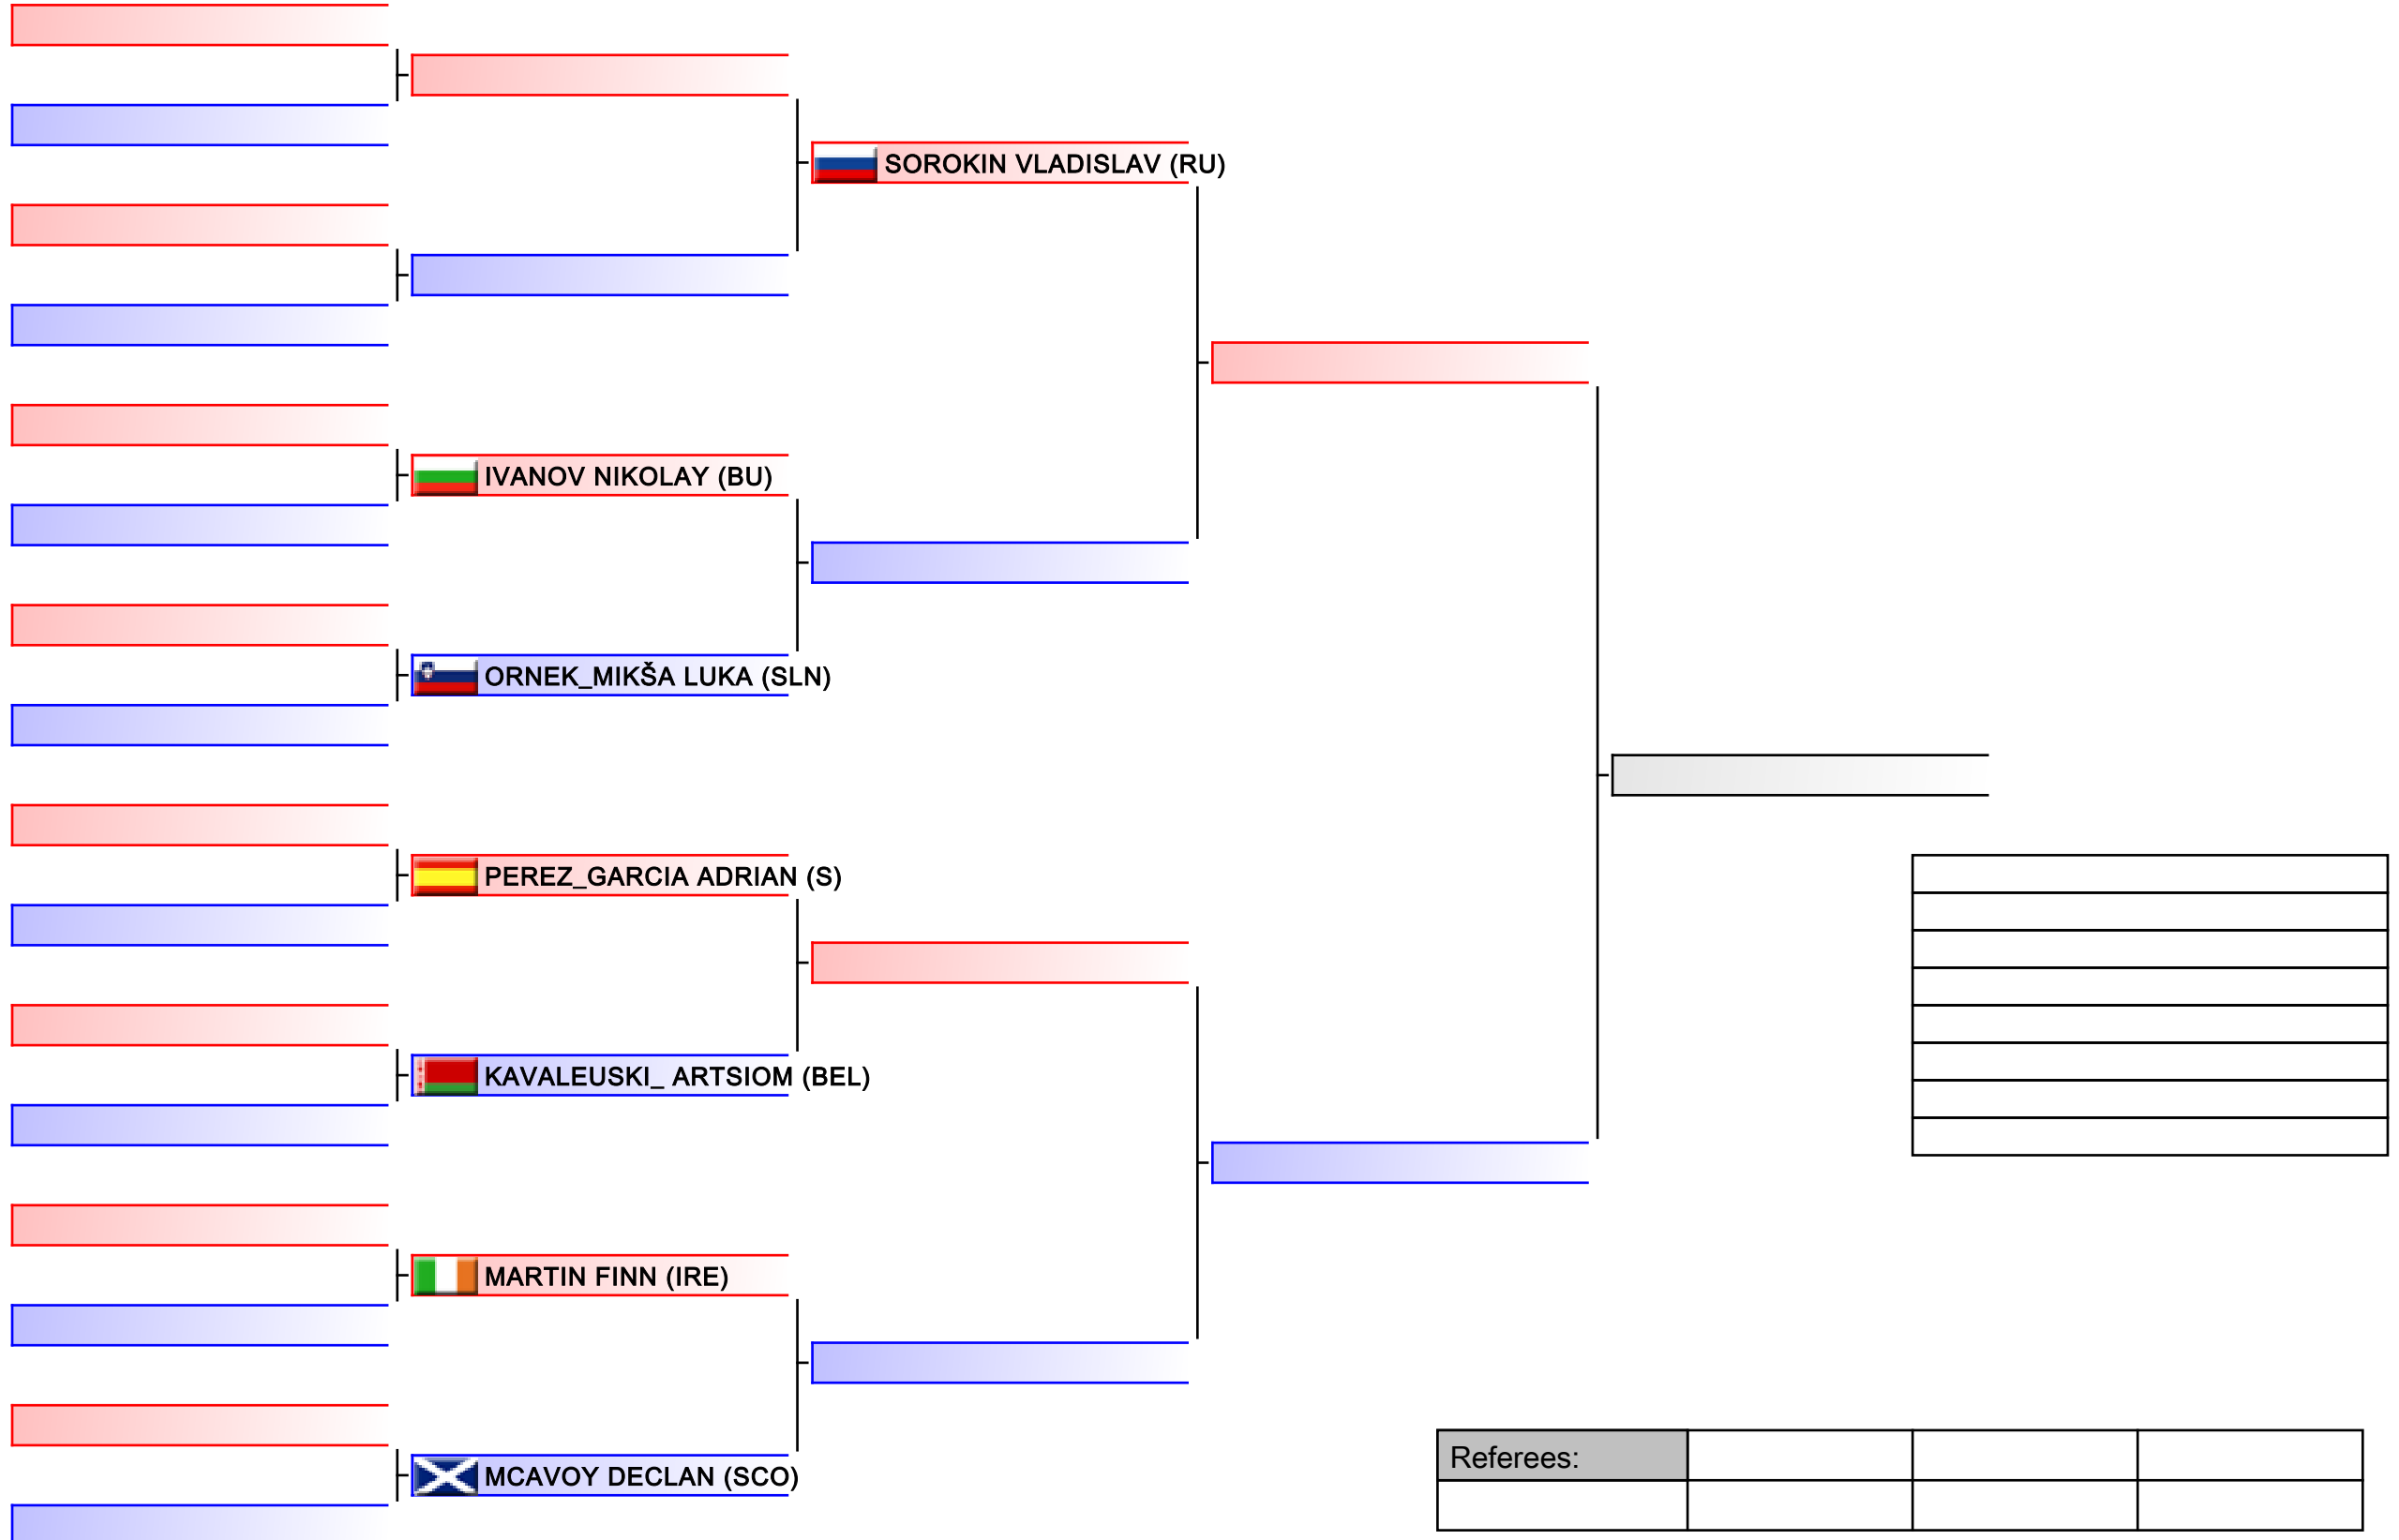 SOROKIN VLADISLAV (RU)
IVANOV NIKOLAY (BU)
ORNEK_MIKŠA LUKA (SLN)
PEREZ_GARCIA ADRIAN (S)
KAVALEUSKI_ ARTSIOM (BEL)
MARTIN FINN (IRE)
MCAVOY DECLAN (SCO)
Referees: